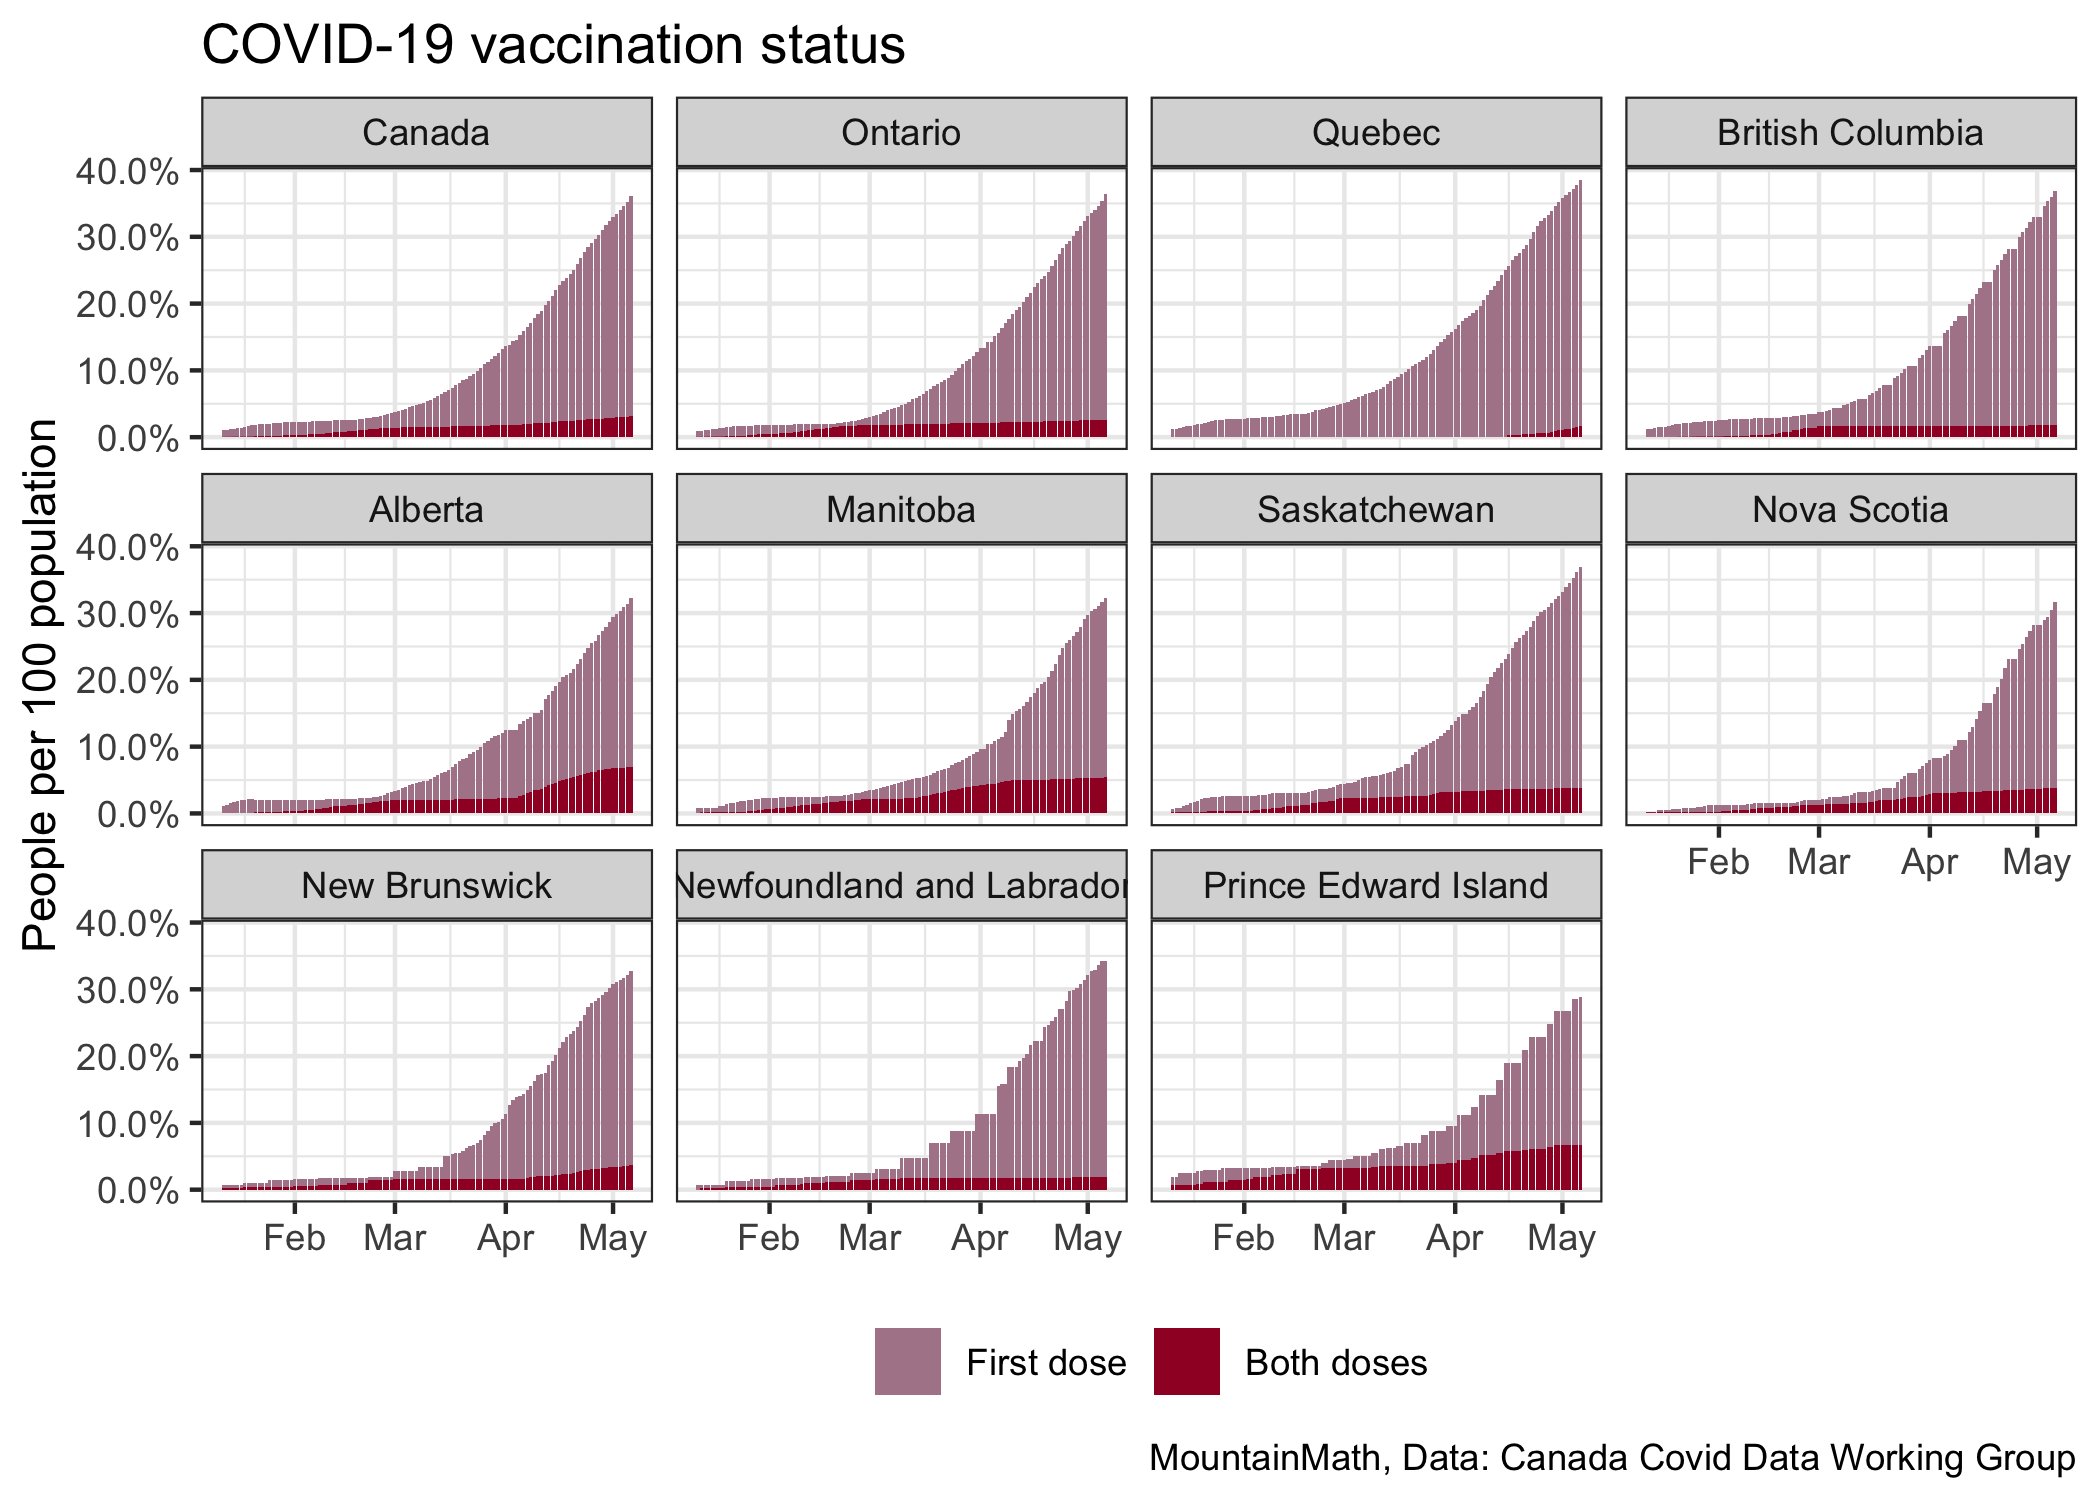 COVID-19 vaccination status
Canada
Ontario
Quebec
British Columbia
40.0%
30.0%
20.0%
10.0%
0.0%
Alberta
Manitoba
Saskatchewan
Nova Scotia
40.0%
30.0%
20.0%
10.0%
0.0%
Feb Mar Apr May
New Brunswick
Newfoundland and Labrador
Prince Edward Island
40.0%
30.0%
20.0%
10.0%
0.0%
Feb Mar Apr May
Feb Mar Apr May
Feb Mar Apr May
People per 100 population
First dose
Both doses
MountainMath, Data: Canada Covid Data Working Group